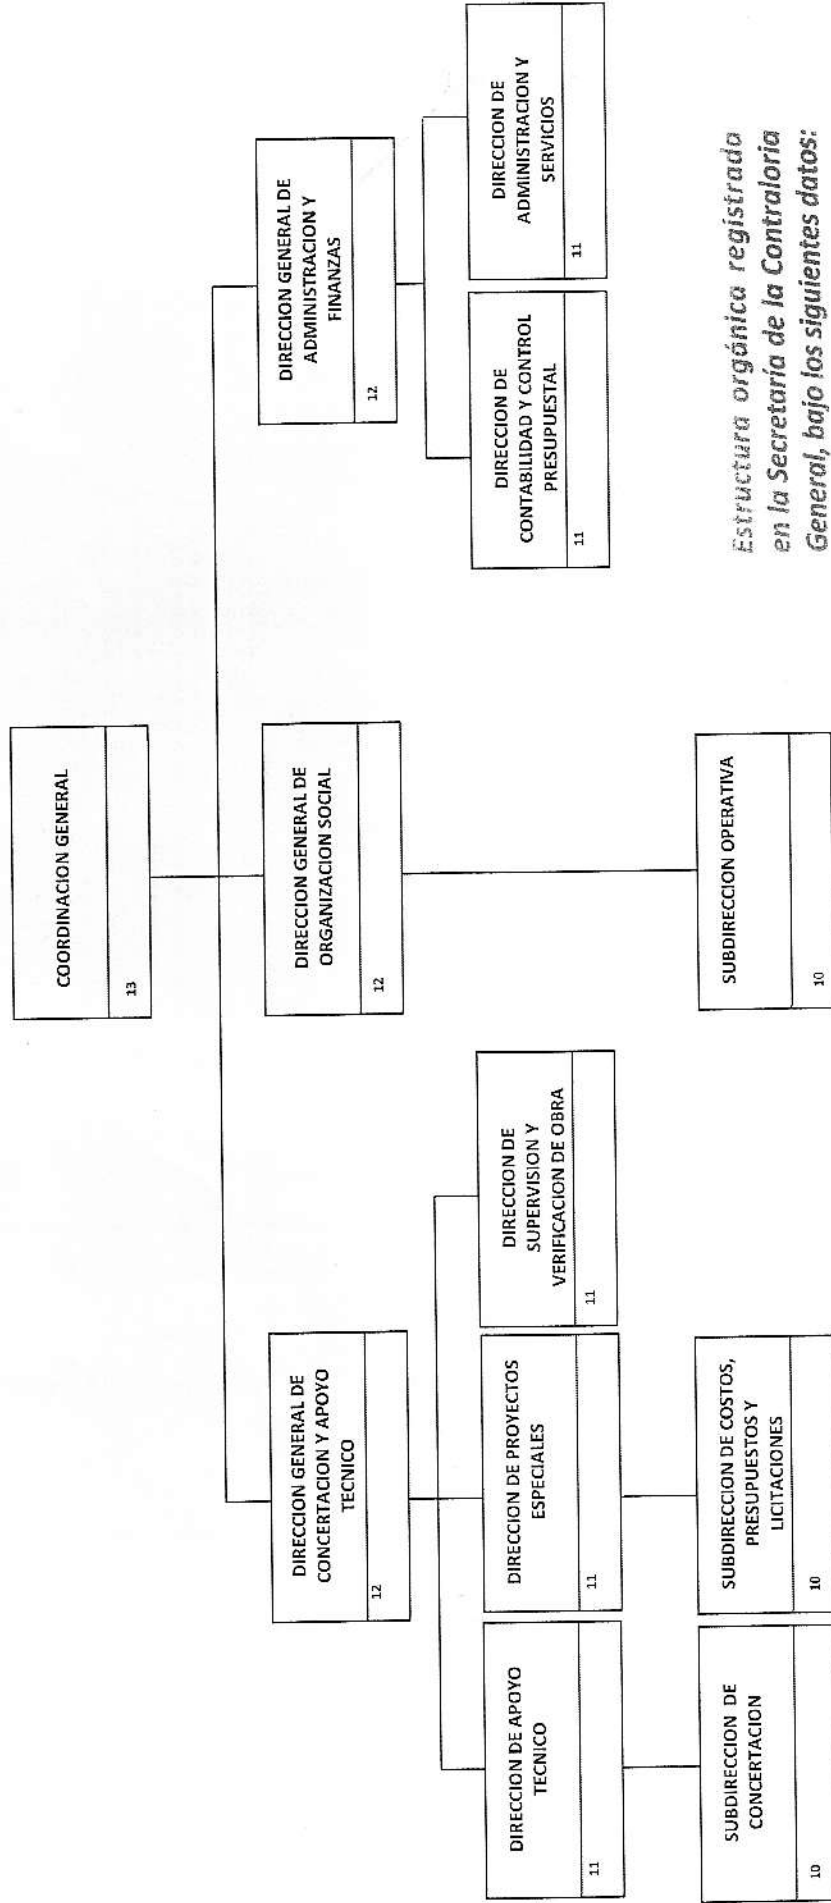 COORDINACION GENERAL
13
DIRECCION GENERAL DE
CONCERTACION Y APOYO
TECNICO
12
DIRECCION GENERAL DE
ORGANIZACION SOCIAL
12
DIRECCION GENERAL DE
ADMINISTRACION Y
FINANZAS
12
DIRECCION DE APOYO
TECNICO
11
DIRECCION DE PROYECTOS
ESPECIALES
11
DIRECCION DE
SUPERVISION Y
VERIFICACION DE OBRA
11
DIRECCION DE
CONTABILIDAD Y CONTROL
PRESUPUESTAL
11
DIRECCION DE
ADMINISTRACION Y
SERVICIOS
11
SUBDIRECCION DE
CONCERTACION
10
SUBDIRECCION DE COSTOS,
PRESUPUESTOS Y
LICITACIONES
10
SUBDIRECCION OPERATIVA
10
Estructura orgánica registrada
en la Secretaría de la Contraloria
General, bajo los siguientes datos: